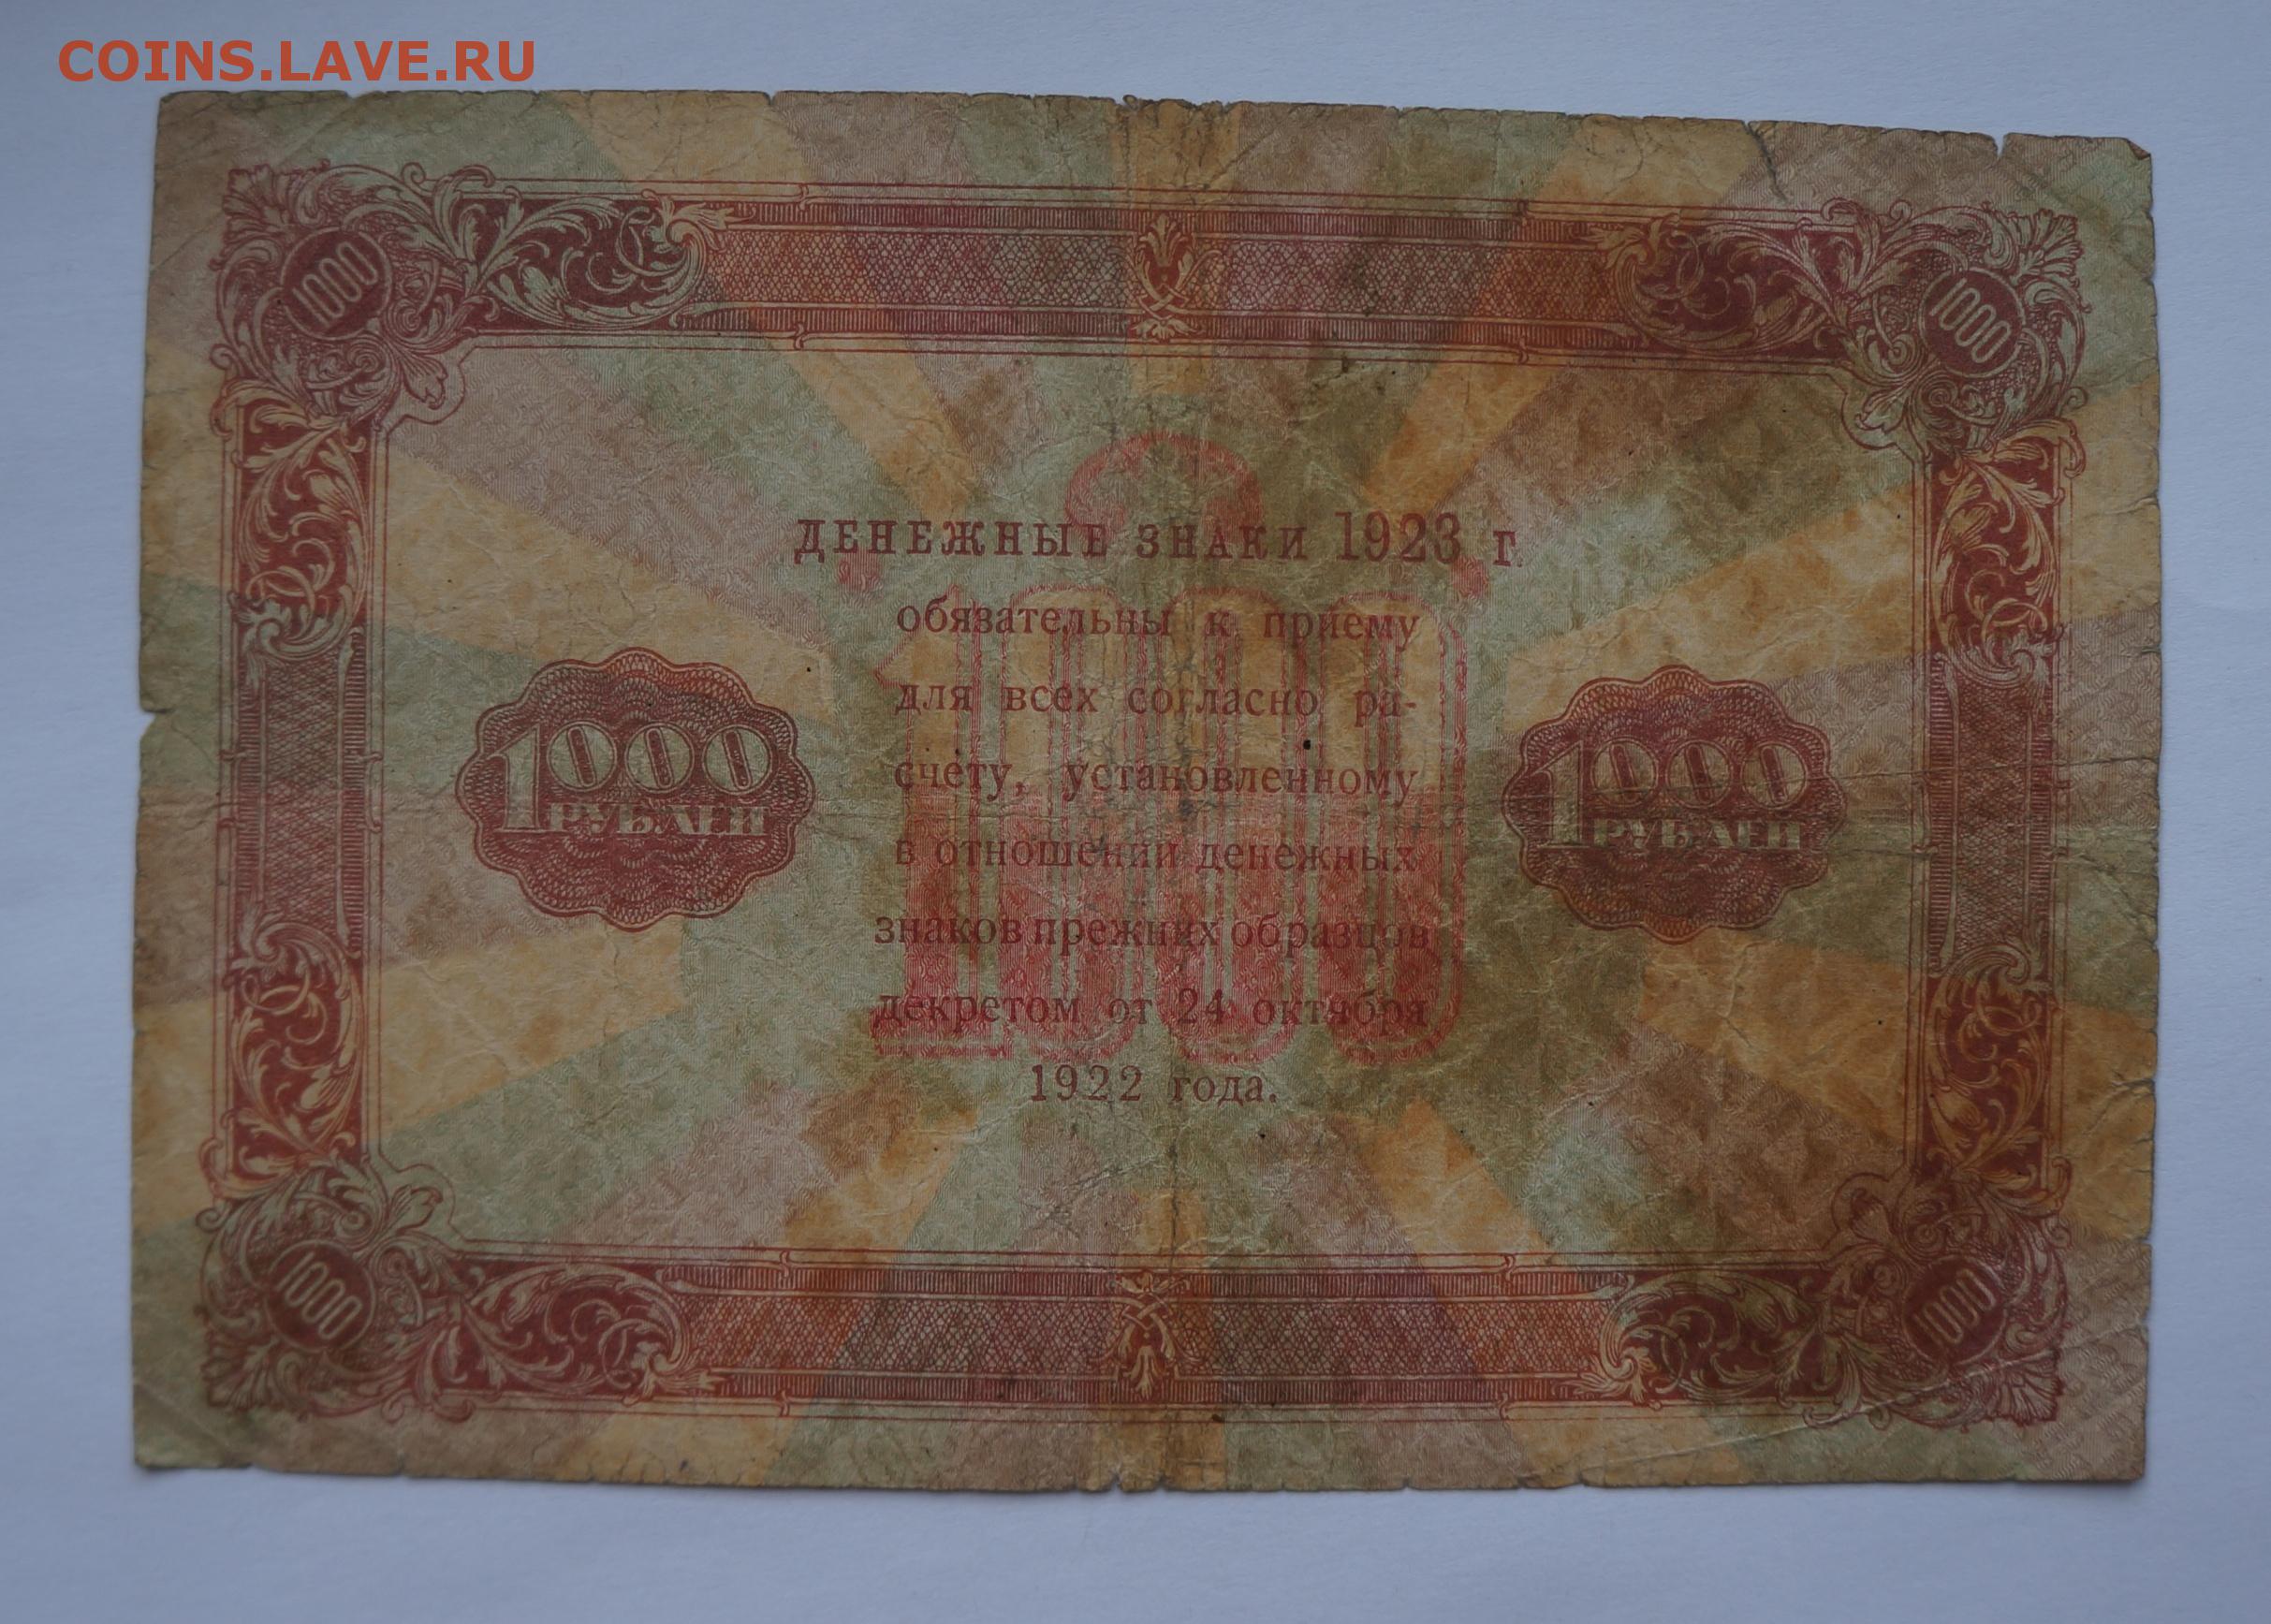 COINS.LAVE.RU
1000
1000
ДЕНЕЖНЫЕ ЗНАКИ 1923 г.
обязательны к приему
для всех согласно ра-
счету, установленному
в отношении денежных
знаков прежних образцов
декретом от 24 октября
1922 года.
1000
РУБЛЕЙ
1000
1000
РУБЛЕЙ
1000
1000